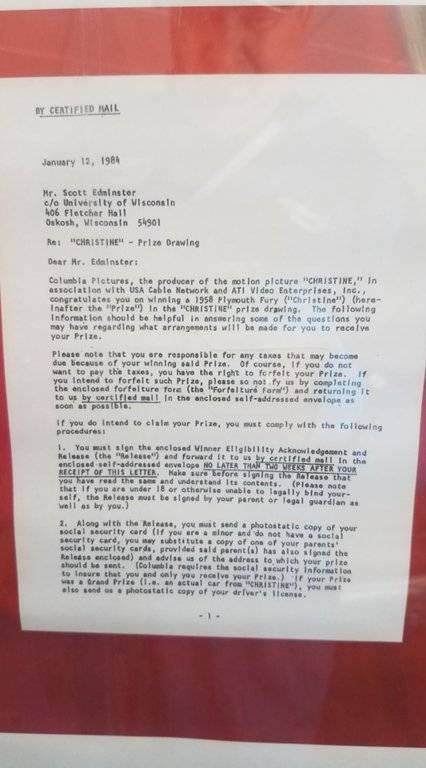 BY CERTIFIED MAIL
January 12, 1984
Mr. Scott Edminster
c/o University of Wisconsin
406 Fletcher Hall
Oskosh, Wisconsin 54901
Re: "CHRISTINE" - Prize Drawing
Dear Mr. Edminster:
Columbia Pictures, the producer of the motion picture "CHRISTINE," in
association with USA Cable Network and ATI Video Enterprises, Inc.,
congratulates you on winning a 1958 Plymouth Fury ("Christine") (here-
inafter the "Prize") in the "CHRISTINE" prize drawing. The following
information should be helpful in answering some of the questions you
may have regarding what arrangements will be made for you to receive
your Prize.
Please note that you are responsible for any taxes that may become
due because of your winning said Prize. Of course, if you do not
want to pay the taxes, you have the right to forfeit your Prize. If
you intend to forfeit such Prize, please so notify us by completing
the enclosed forfeiture form (the "Forfeiture Form") and returning it
to us by certified mail in the enclosed self-addressed envelope as
soon as possible.
If you do intend to claim your Prize, you must comply with the following
procedures:
1. You must sign the enclosed Winner Eligibility Acknowledgement and
Release (the "Release") and forward it to us by certified mail in the
enclosed self-addressed envelope NO LATER THAN TWO WEEKS AFTER YOUR
RECEIPT OF THIS LETTER. Make sure before signing the Release that
you have read the same and understand its contents. (Please note
that if you are under 18 or otherwise unable to legally bind your-
self, the Release must be signed by your parent or legal guardian as
well as by you.)
2. Along with the Release, you must send a photostatic copy of your
social security card (if you are a minor and do not have a social
security card, you may substitute a copy of one of your parents'
social security cards, provided said parent(s) has also signed the
Release enclosed) and advise us of the address to which your prize
should be sent. (Columbia requires the social security information
to insure that you and only you receive your Prize.) If your Prize
was a Grand Prize (i.e. an actual car from "CHRISTINE"), you must
also send us a photostatic copy of your driver's license.
- 1 -